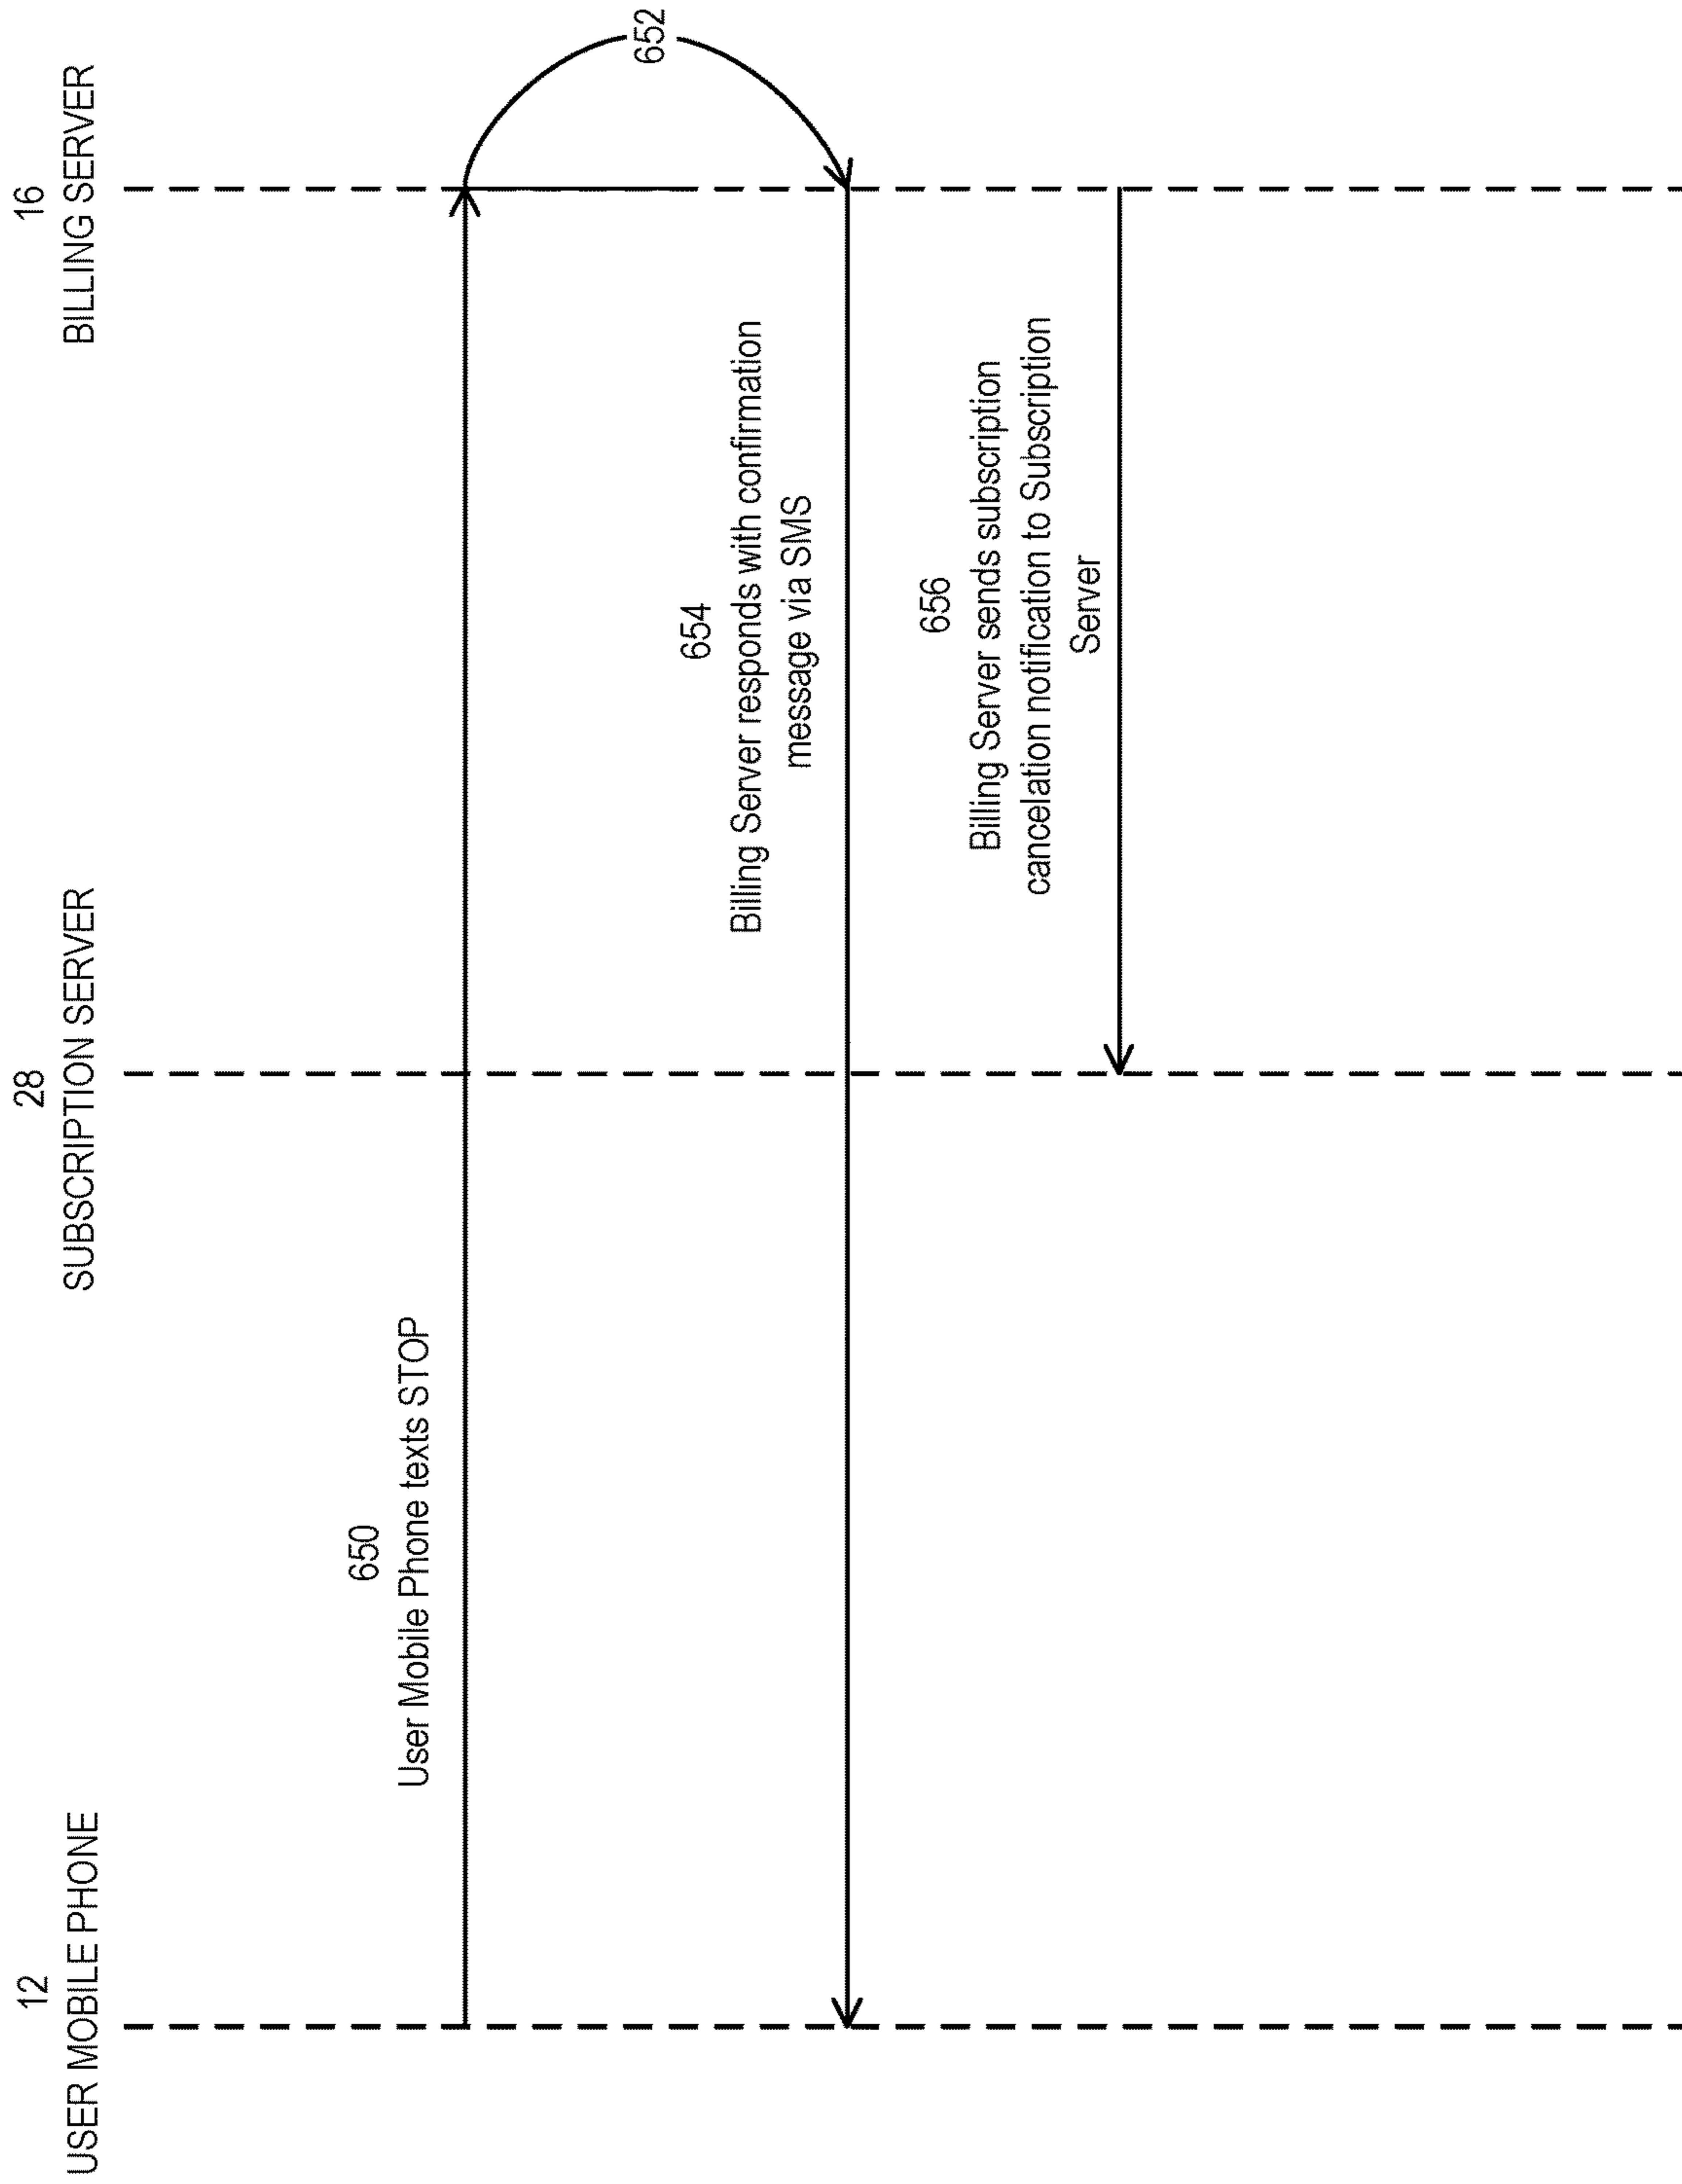 12
USER MOBILE PHONE
28
SUBSCRIPTION SERVER
16
BILLING SERVER
650
User Mobile Phone texts STOP
652
654
Billing Server responds with confirmation
message via SMS
656
Billing Server sends subscription
cancelation notification to Subscription
Server